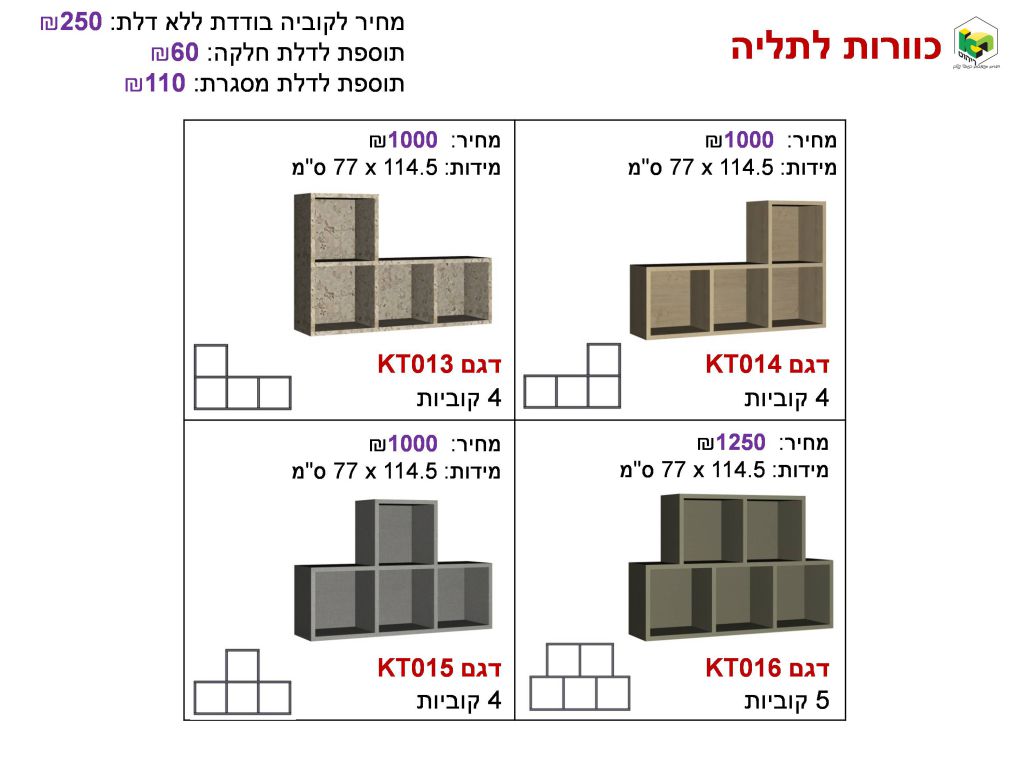 כוורות לתליה
מחיר לקוביה בודדת ללא דלת: 250₪
תוספת לדלת חלקה: 60₪
תוספת לדלת מסגרת: 110₪
מחיר: 1000₪
מידות: 114.5 x 77 ס"מ
דגם KT014
4 קוביות
מחיר: 1000₪
מידות: 114.5 x 77 ס"מ
דגם KT013
4 קוביות
מחיר: 1250₪
מידות: 114.5 x 77 ס"מ
דגם KT016
5 קוביות
מחיר: 1000₪
מידות: 114.5 x 77 ס"מ
דגם KT015
4 קוביות